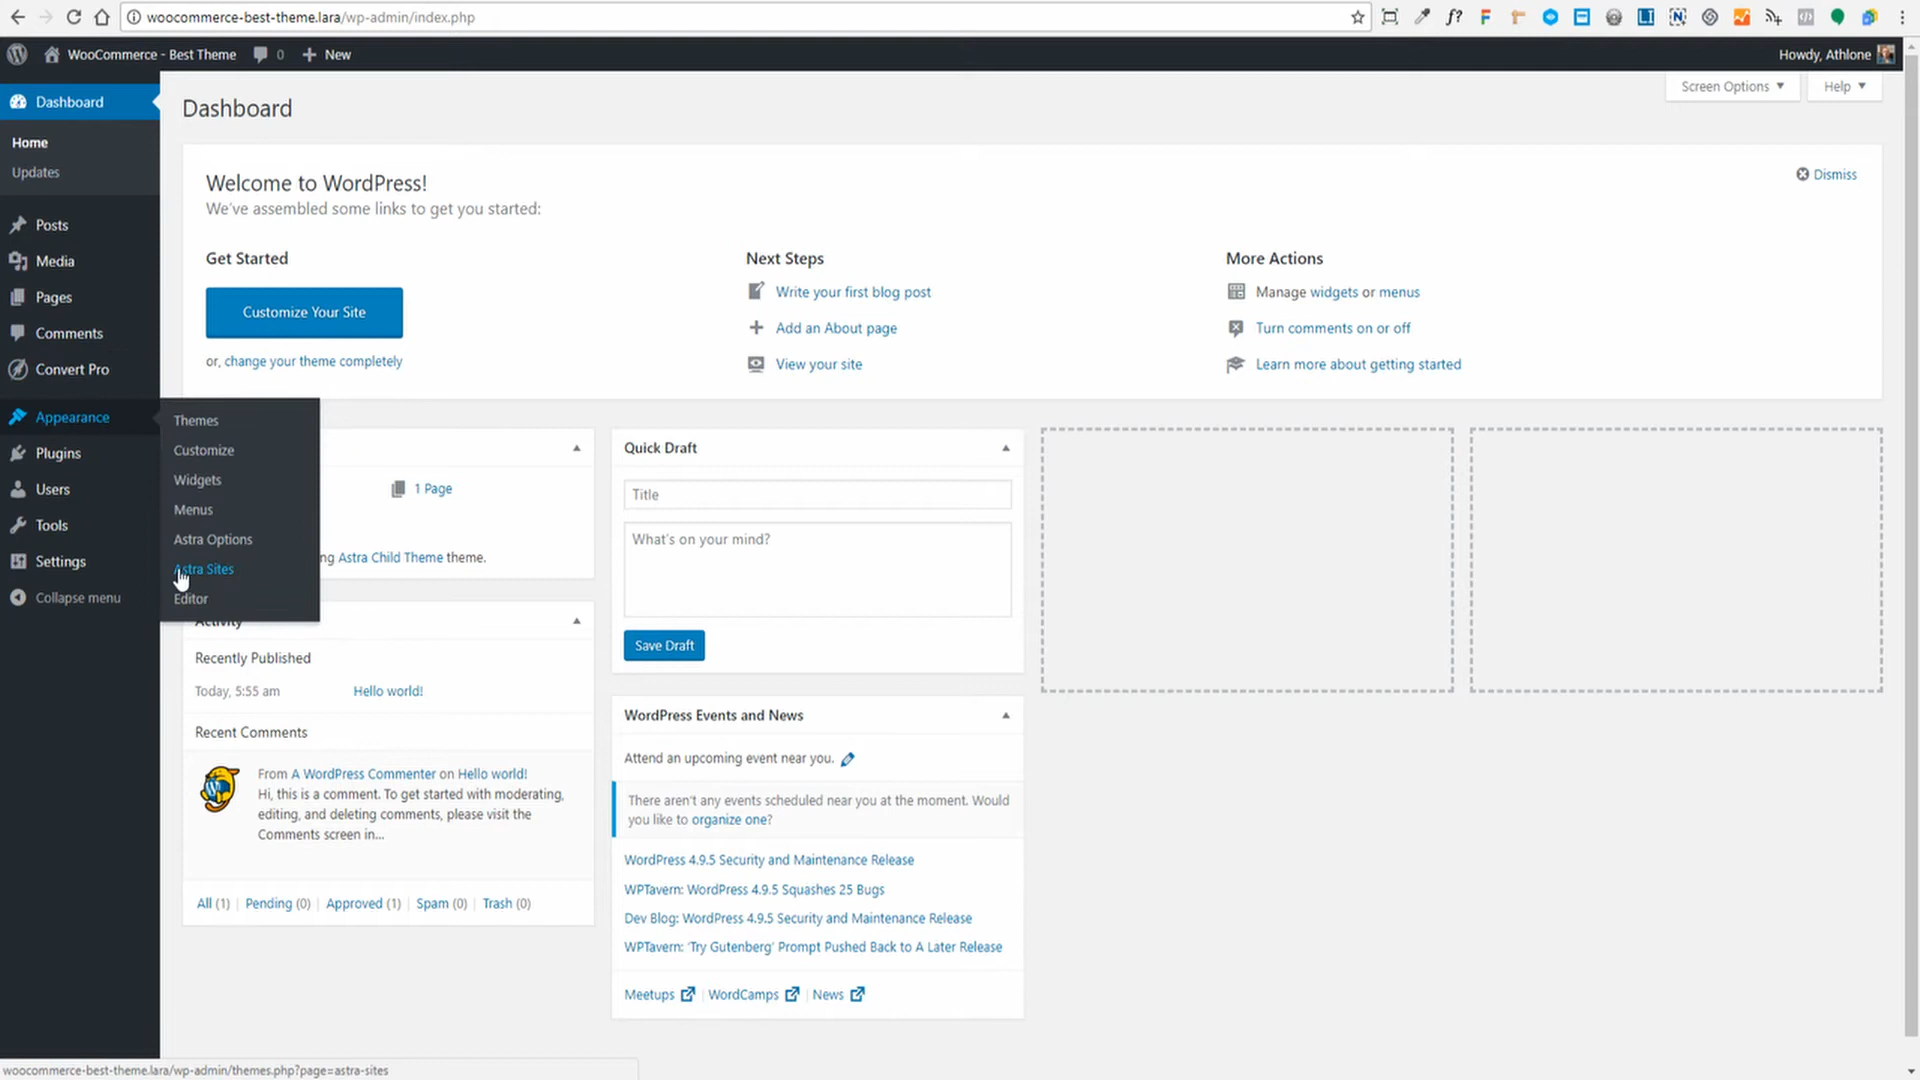 woocommerce-best-theme.lara/wp-admin/index.php
WooCommerce - Best Theme 0 New
Howdy, Athlone
Dashboard
Home
Updates
Posts
Media
Pages
Comments
Convert Pro
Appearance
Plugins
Users
Tools
Settings
Collapse menu
Themes
Customize
Widgets
Menus
Astra Options
Astra Sites
Editor
Dashboard
Screen Options
Help
Welcome to WordPress!
We've assembled some links to get you started:
Dismiss
Get Started
Customize Your Site
or, change your theme completely
Next Steps
Write your first blog post
Add an About page
View your site
More Actions
Manage widgets or menus
Turn comments on or off
Learn more about getting started
1 Page
ng Astra Child Theme theme.
Activity
Recently Published
Today, 5:55 am Hello world!
Recent Comments
From A WordPress Commenter on Hello world!
Hi, this is a comment. To get started with moderating,
editing, and deleting comments, please visit the
Comments screen in...
All (1) | Pending (0) | Approved (1) | Spam (0) | Trash (0)
Quick Draft
Title
What's on your mind?
Save Draft
WordPress Events and News
Attend an upcoming event near you.
There aren't any events scheduled near you at the moment. Would
you like to organize one?
WordPress 4.9.5 Security and Maintenance Release
WPTavern: WordPress 4.9.5 Squashes 25 Bugs
Dev Blog: WordPress 4.9.5 Security and Maintenance Release
WPTavern: 'Try Gutenberg' Prompt Pushed Back to A Later Release
Meetups | WordCamps | News
woocommerce-best-theme.lara/wp-admin/themes.php?page=astra-sites